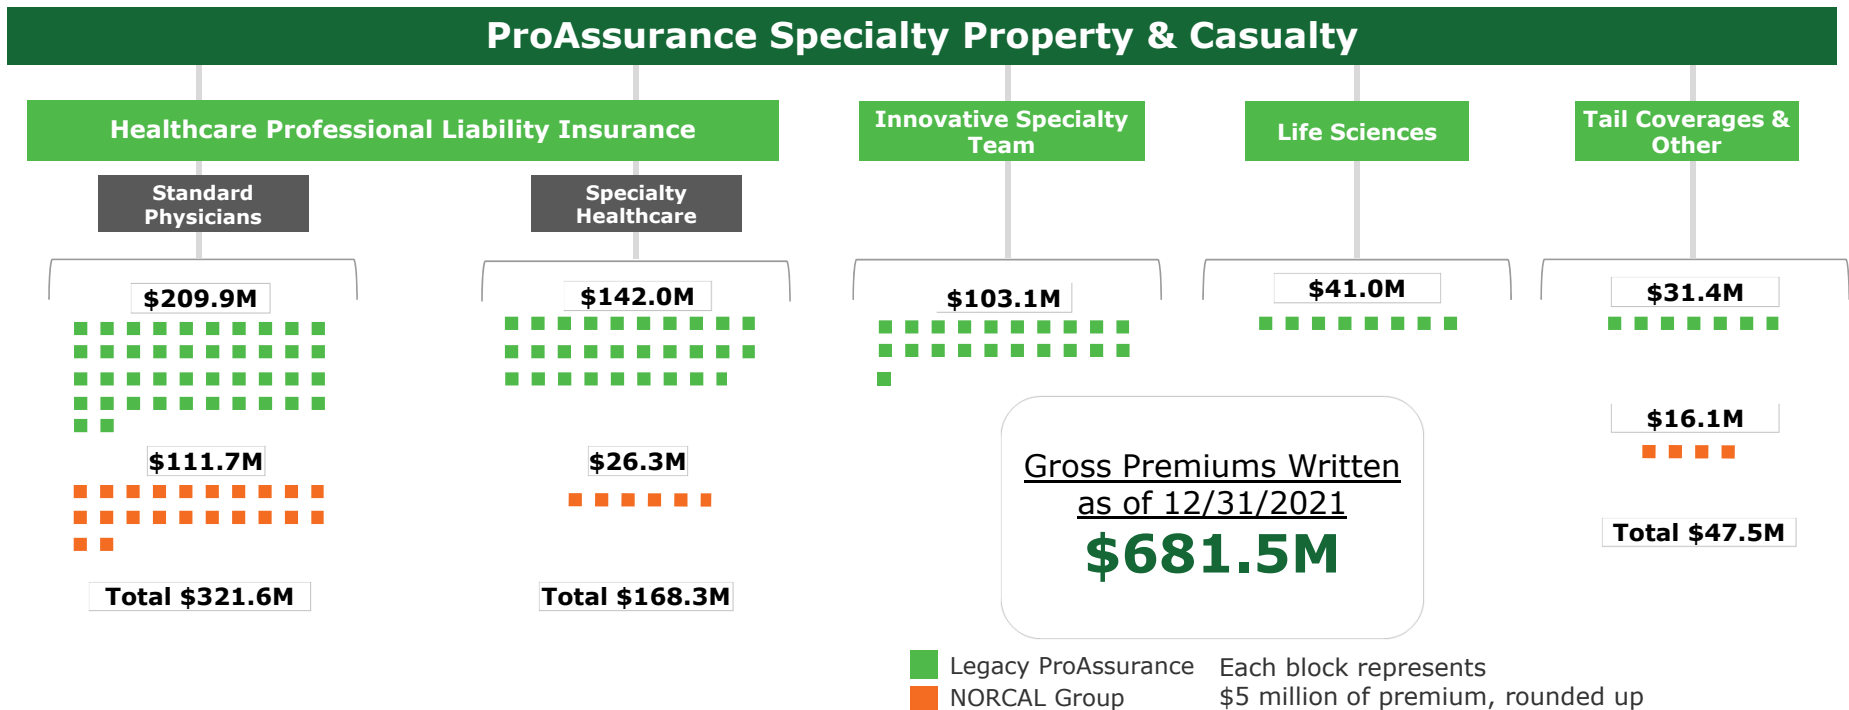 ProAssurance Specialty Property & Casualty
Healthcare Professional Liability Insurance
Standard
Physicians
$209.9M
$111.7M
Total $321.6M
Specialty
Healthcare
$142.0M
$26.3M
Total $168.3M
Innovative Specialty
Team
$103.1M
Life Sciences
$41.0M
Tail Coverages &
Other
$31.4M
$16.1M
Total $47.5M
Gross Premiums Written
as of 12/31/2021
$681.5M
Legacy ProAssurance
NORCAL Group
Each block represents
$5 million of premium, rounded up